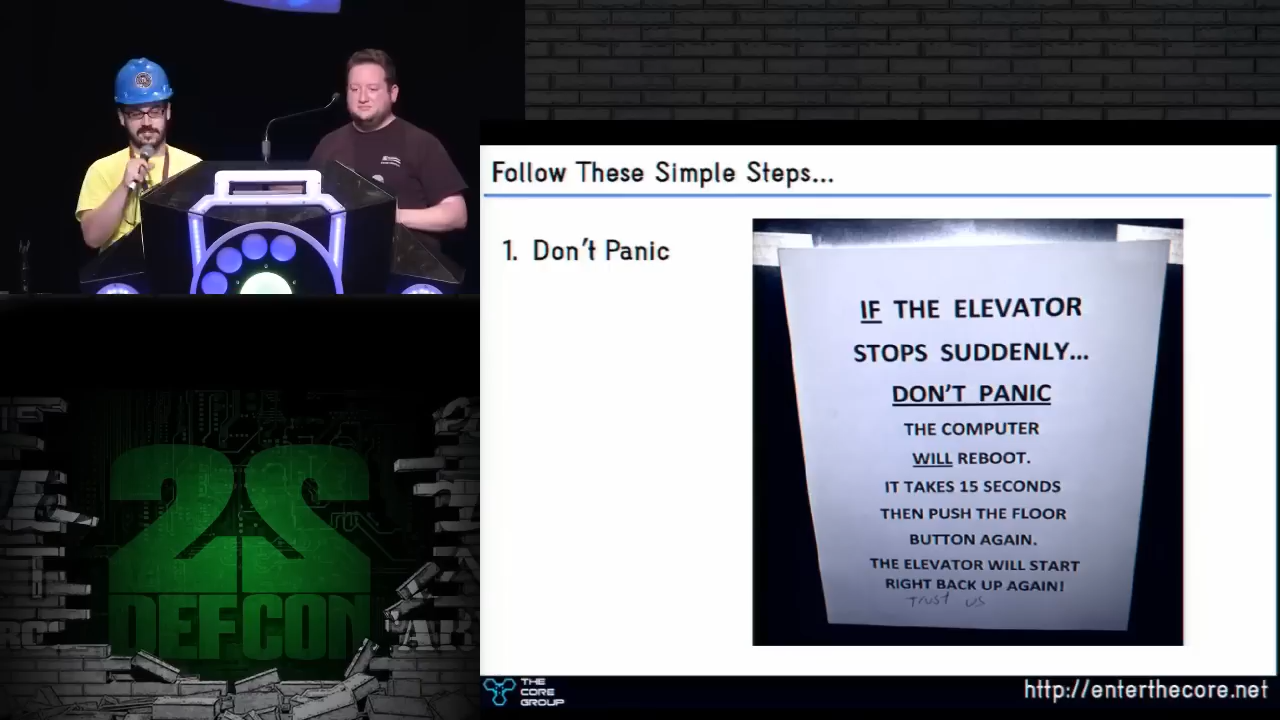 Follow These Simple Steps...
1. Don't Panic
IF THE ELEVATOR
STOPS SUDDENLY...
DON'T PANIC
THE COMPUTER
WILL REBOOT.
IT TAKES 15 SECONDS
THEN PUSH THE FLOOR
BUTTON AGAIN.
THE ELEVATOR WILL START
RIGHT BACK UP AGAIN!
TRUST US
22
DEFCON
THE
CORE
GROUP
http://enterthecore.net